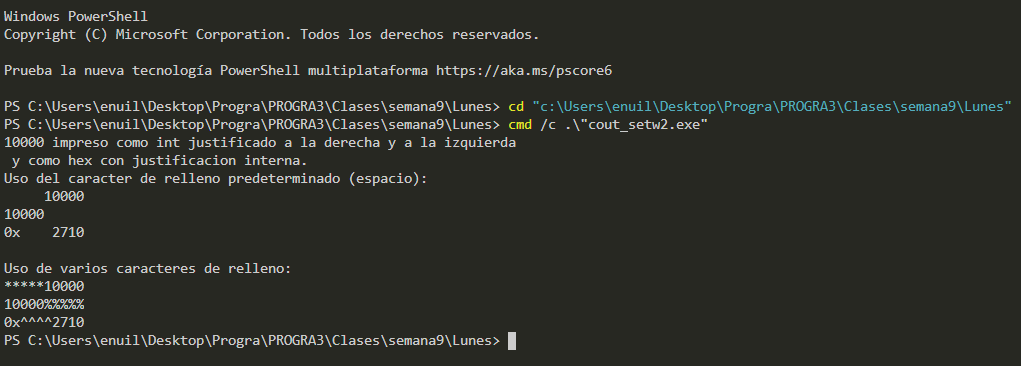 Windows PowerShell
Copyright (C) Microsoft Corporation. Todos los derechos reservados.
Prueba la nueva tecnología PowerShell multiplataforma https://aka.ms/pscore6
PS C:\Users\enuil\Desktop\Progra\PROGRA3\Clases\semana9\Lunes> cd "c:\Users\enuil\Desktop\Progra\PROGRA3\Clases\semana9\Lunes"
PS C:\Users\enuil\Desktop\Progra\PROGRA3\Clases\semana9\Lunes> cmd /c .\"cout_setw2.exe"
10000 impreso como int justificado a la derecha y a la izquierda
 y como hex con justificacion interna.
Uso del caracter de relleno predeterminado (espacio):
     10000
10000
0x    2710
Uso de varios caracteres de relleno:
*****10000
10000%%%%%
0x^^^^2710
PS C:\Users\enuil\Desktop\Progra\PROGRA3\Clases\semana9\Lunes>